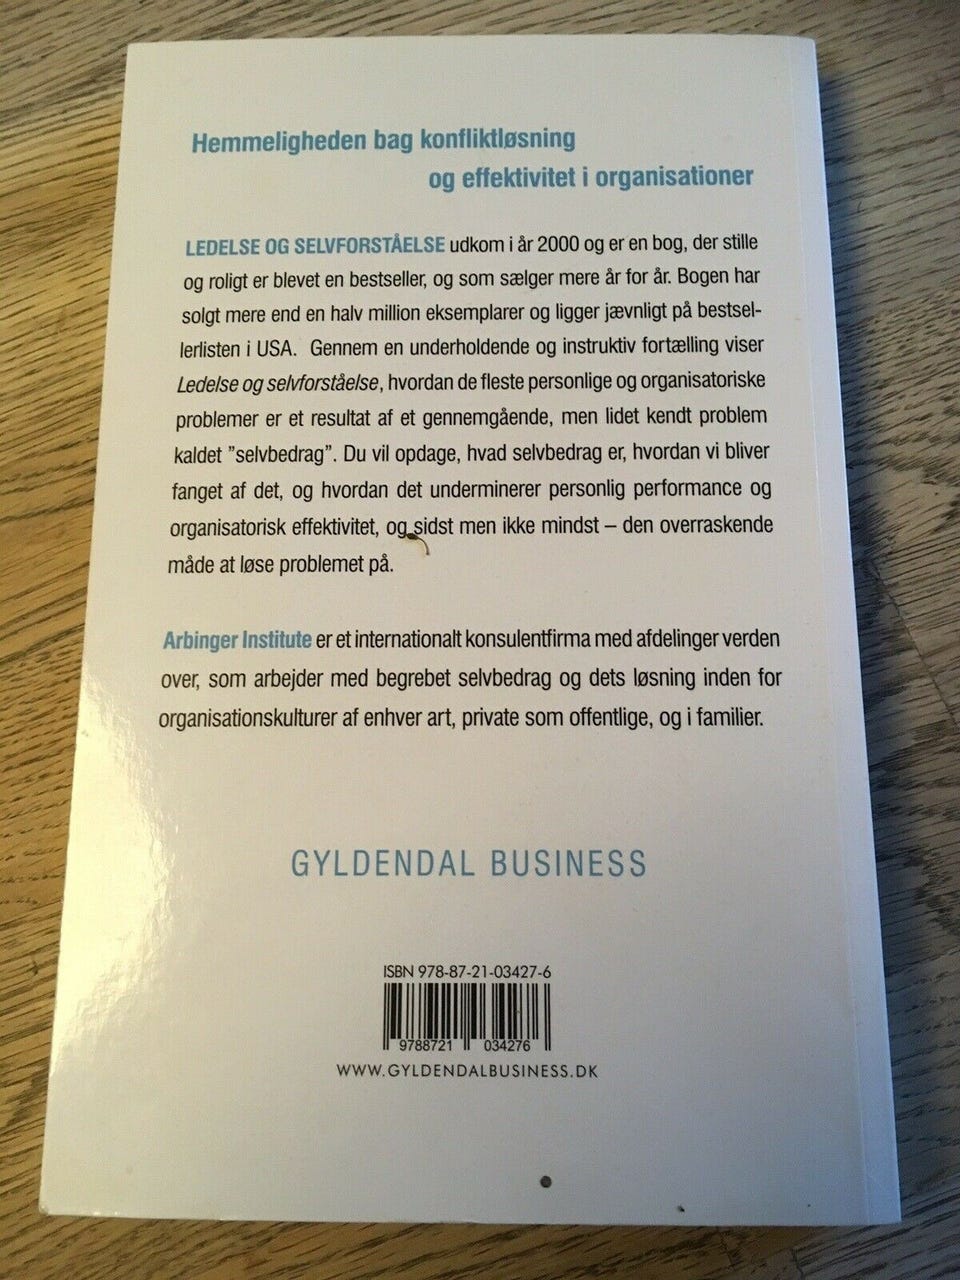 Hemmeligheden bag konfliktløsning
og effektivitet i organisationer
LEDELSE OG SELVFORSTÅELSE udkom i år 2000 og er en bog, der stille
og roligt er blevet en bestseller, og som sælger mere år for år. Bogen har
solgt mere end en halv million eksemplarer og ligger jævnligt på bestsel-
lerlisten i USA. Gennem en underholdende og instruktiv fortælling viser
Ledelse og selvforståelse, hvordan de fleste personlige og organisatoriske
problemer er et resultat af et gennemgående, men lidet kendt problem
kaldet ”selvbedrag”. Du vil opdage, hvad selvbedrag er, hvordan vi bliver
fanget af det, og hvordan det underminerer personlig performance og
organisatorisk effektivitet, og sidst men ikke mindst – den overraskende
måde at løse problemet på.
Arbinger Institute er et internationalt konsulentfirma med afdelinger verden
over, som arbejder med begrebet selvbedrag og dets løsning inden for
organisationskulturer af enhver art, private som offentlige, og i familier.
GYLDENDAL BUSINESS
ISBN 978-87-21-03427-6
9788721 034276
WWW.GYLDENDALBUSINESS.DK